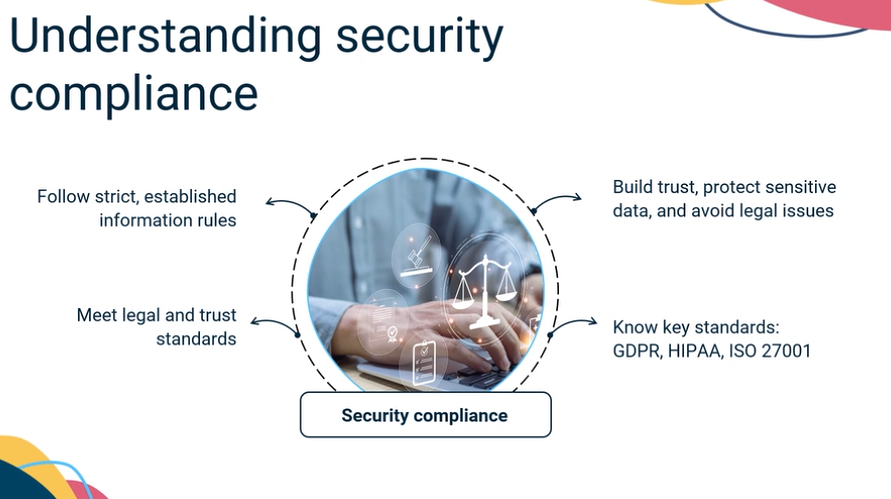 Understanding security
compliance
Follow strict, established
information rules
Build trust, protect sensitive
data, and avoid legal issues
Meet legal and trust
standards
Know key standards:
GDPR, HIPAA, ISO 27001
Security compliance